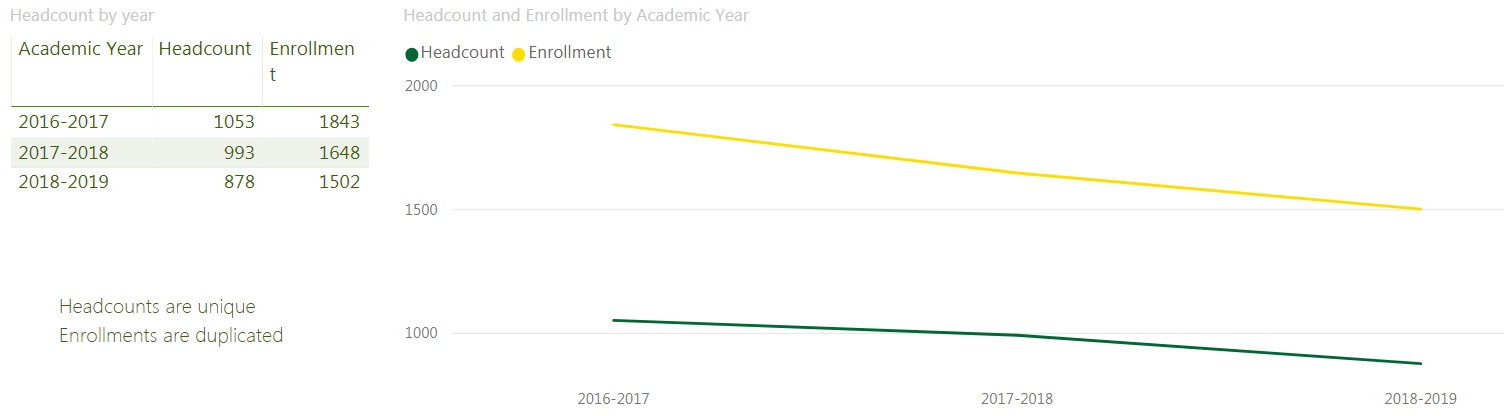 Headcount by year
Academic Year Headcount Enrollmen
t
2016-2017 1053 1843
2017-2018 993 1648
2018-2019 878 1502
Headcounts are unique
Enrollments are duplicated
Headcount and Enrollment by Academic Year
Headcount Enrollment
2000
1500
1000
2016-2017 2017-2018 2018-2019